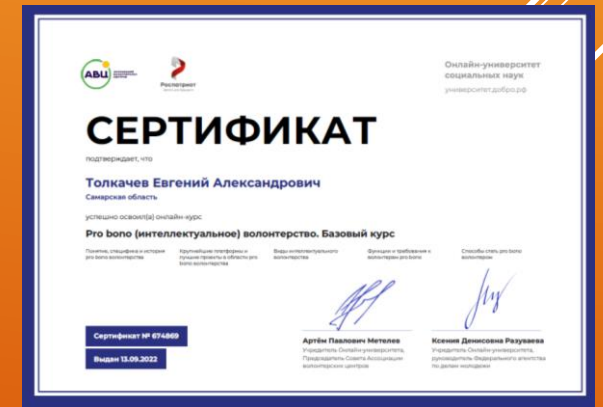 АВЦ
Роспатриот
Онлайн-университет
социальных наук
университет.добро.рф
СЕРТИФИКАТ
подтверждает, что
Толкачев Евгений Александрович
Самарская область
успешно освоил(а) онлайн-курс
Pro bono (интеллектуальное) волонтерство. Базовый курс
Понятие, специфика и история
pro bono волонтерства
Крупнейшие платформы и
лучшие проекты в области pro
bono волонтерства
Виды интеллектуального
волонтерства
Функции и требования к
волонтерам pro bono
Способы стать pro bono
волонтером
Сертификат № 674869
Выдан 13.09.2022
Артём Павлович Метелев
Учредитель Онлайн-университета,
Председатель Совета Ассоциации
волонтерских центров
Ксения Денисовна Разуваева
Учредитель Онлайн-университета,
руководитель Федерального агентства
по делам молодежи